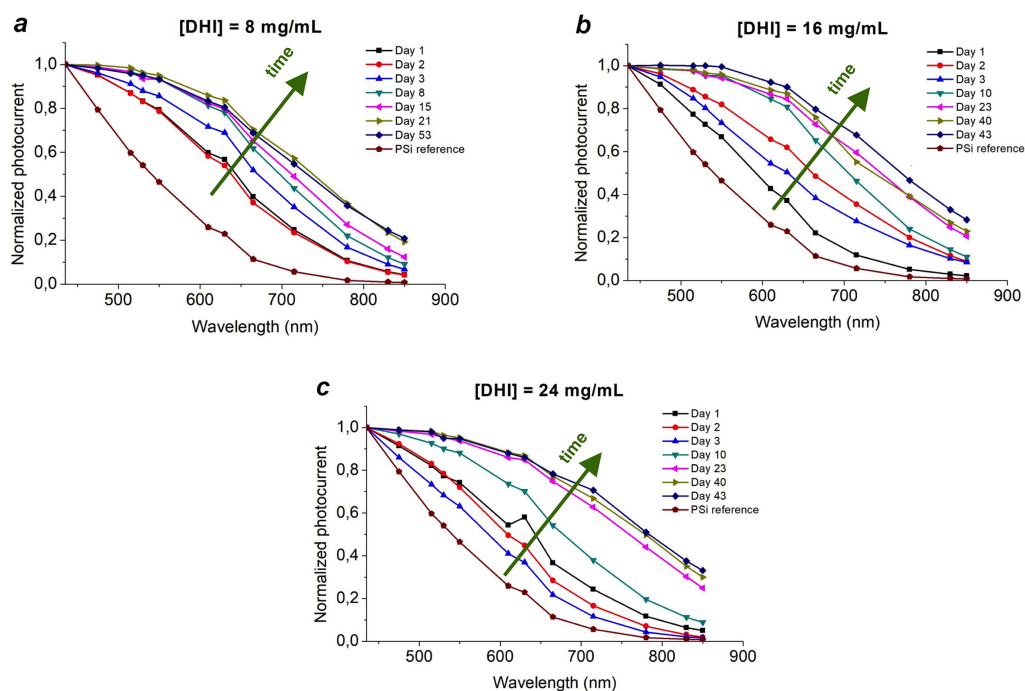 a
[DHI] = 8 mg/mL
Normalized photocurrent
1,0
0,8
0,6
0,4
0,2
0,0
500
600
700
800
900
Wavelength (nm)
time
Day 1
Day 2
Day 3
Day 8
Day 15
Day 21
Day 53
PSi reference
b
[DHI] = 16 mg/mL
Normalized photocurrent
1,0
0,8
0,6
0,4
0,2
0,0
500
600
700
800
900
Wavelength (nm)
time
Day 1
Day 2
Day 3
Day 10
Day 23
Day 40
Day 43
PSi reference
c
[DHI] = 24 mg/mL
Normalized photocurrent
1,0
0,8
0,6
0,4
0,2
0,0
500
600
700
800
900
Wavelength (nm)
time
Day 1
Day 2
Day 3
Day 10
Day 23
Day 40
Day 43
PSi reference